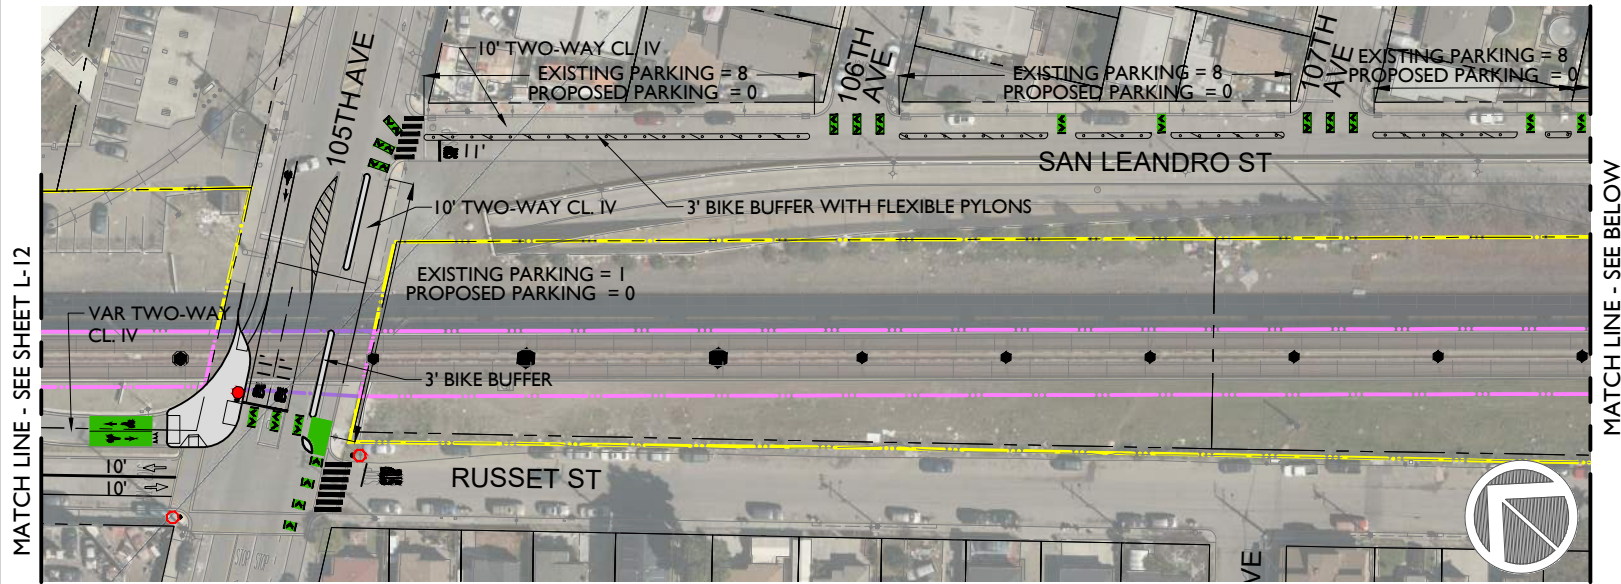 10' TWO-WAY CL. IV
EXISTING PARKING = 8
PROPOSED PARKING = 0
105TH AVE
11'
106TH
AVE
EXISTING PARKING = 8
PROPOSED PARKING = 0
107TH
AVE
EXISTING PARKING = 8
PROPOSED PARKING = 0
SAN LEANDRO ST
10' TWO-WAY CL. IV
3' BIKE BUFFER WITH FLEXIBLE PYLONS
EXISTING PARKING = 1
PROPOSED PARKING = 0
VAR TWO-WAY
CL. IV
3' BIKE BUFFER
10'
10'
RUSSET ST
STOP STOP
VE
MATCH LINE - SEE SHEET L-12
MATCH LINE - SEE BELOW